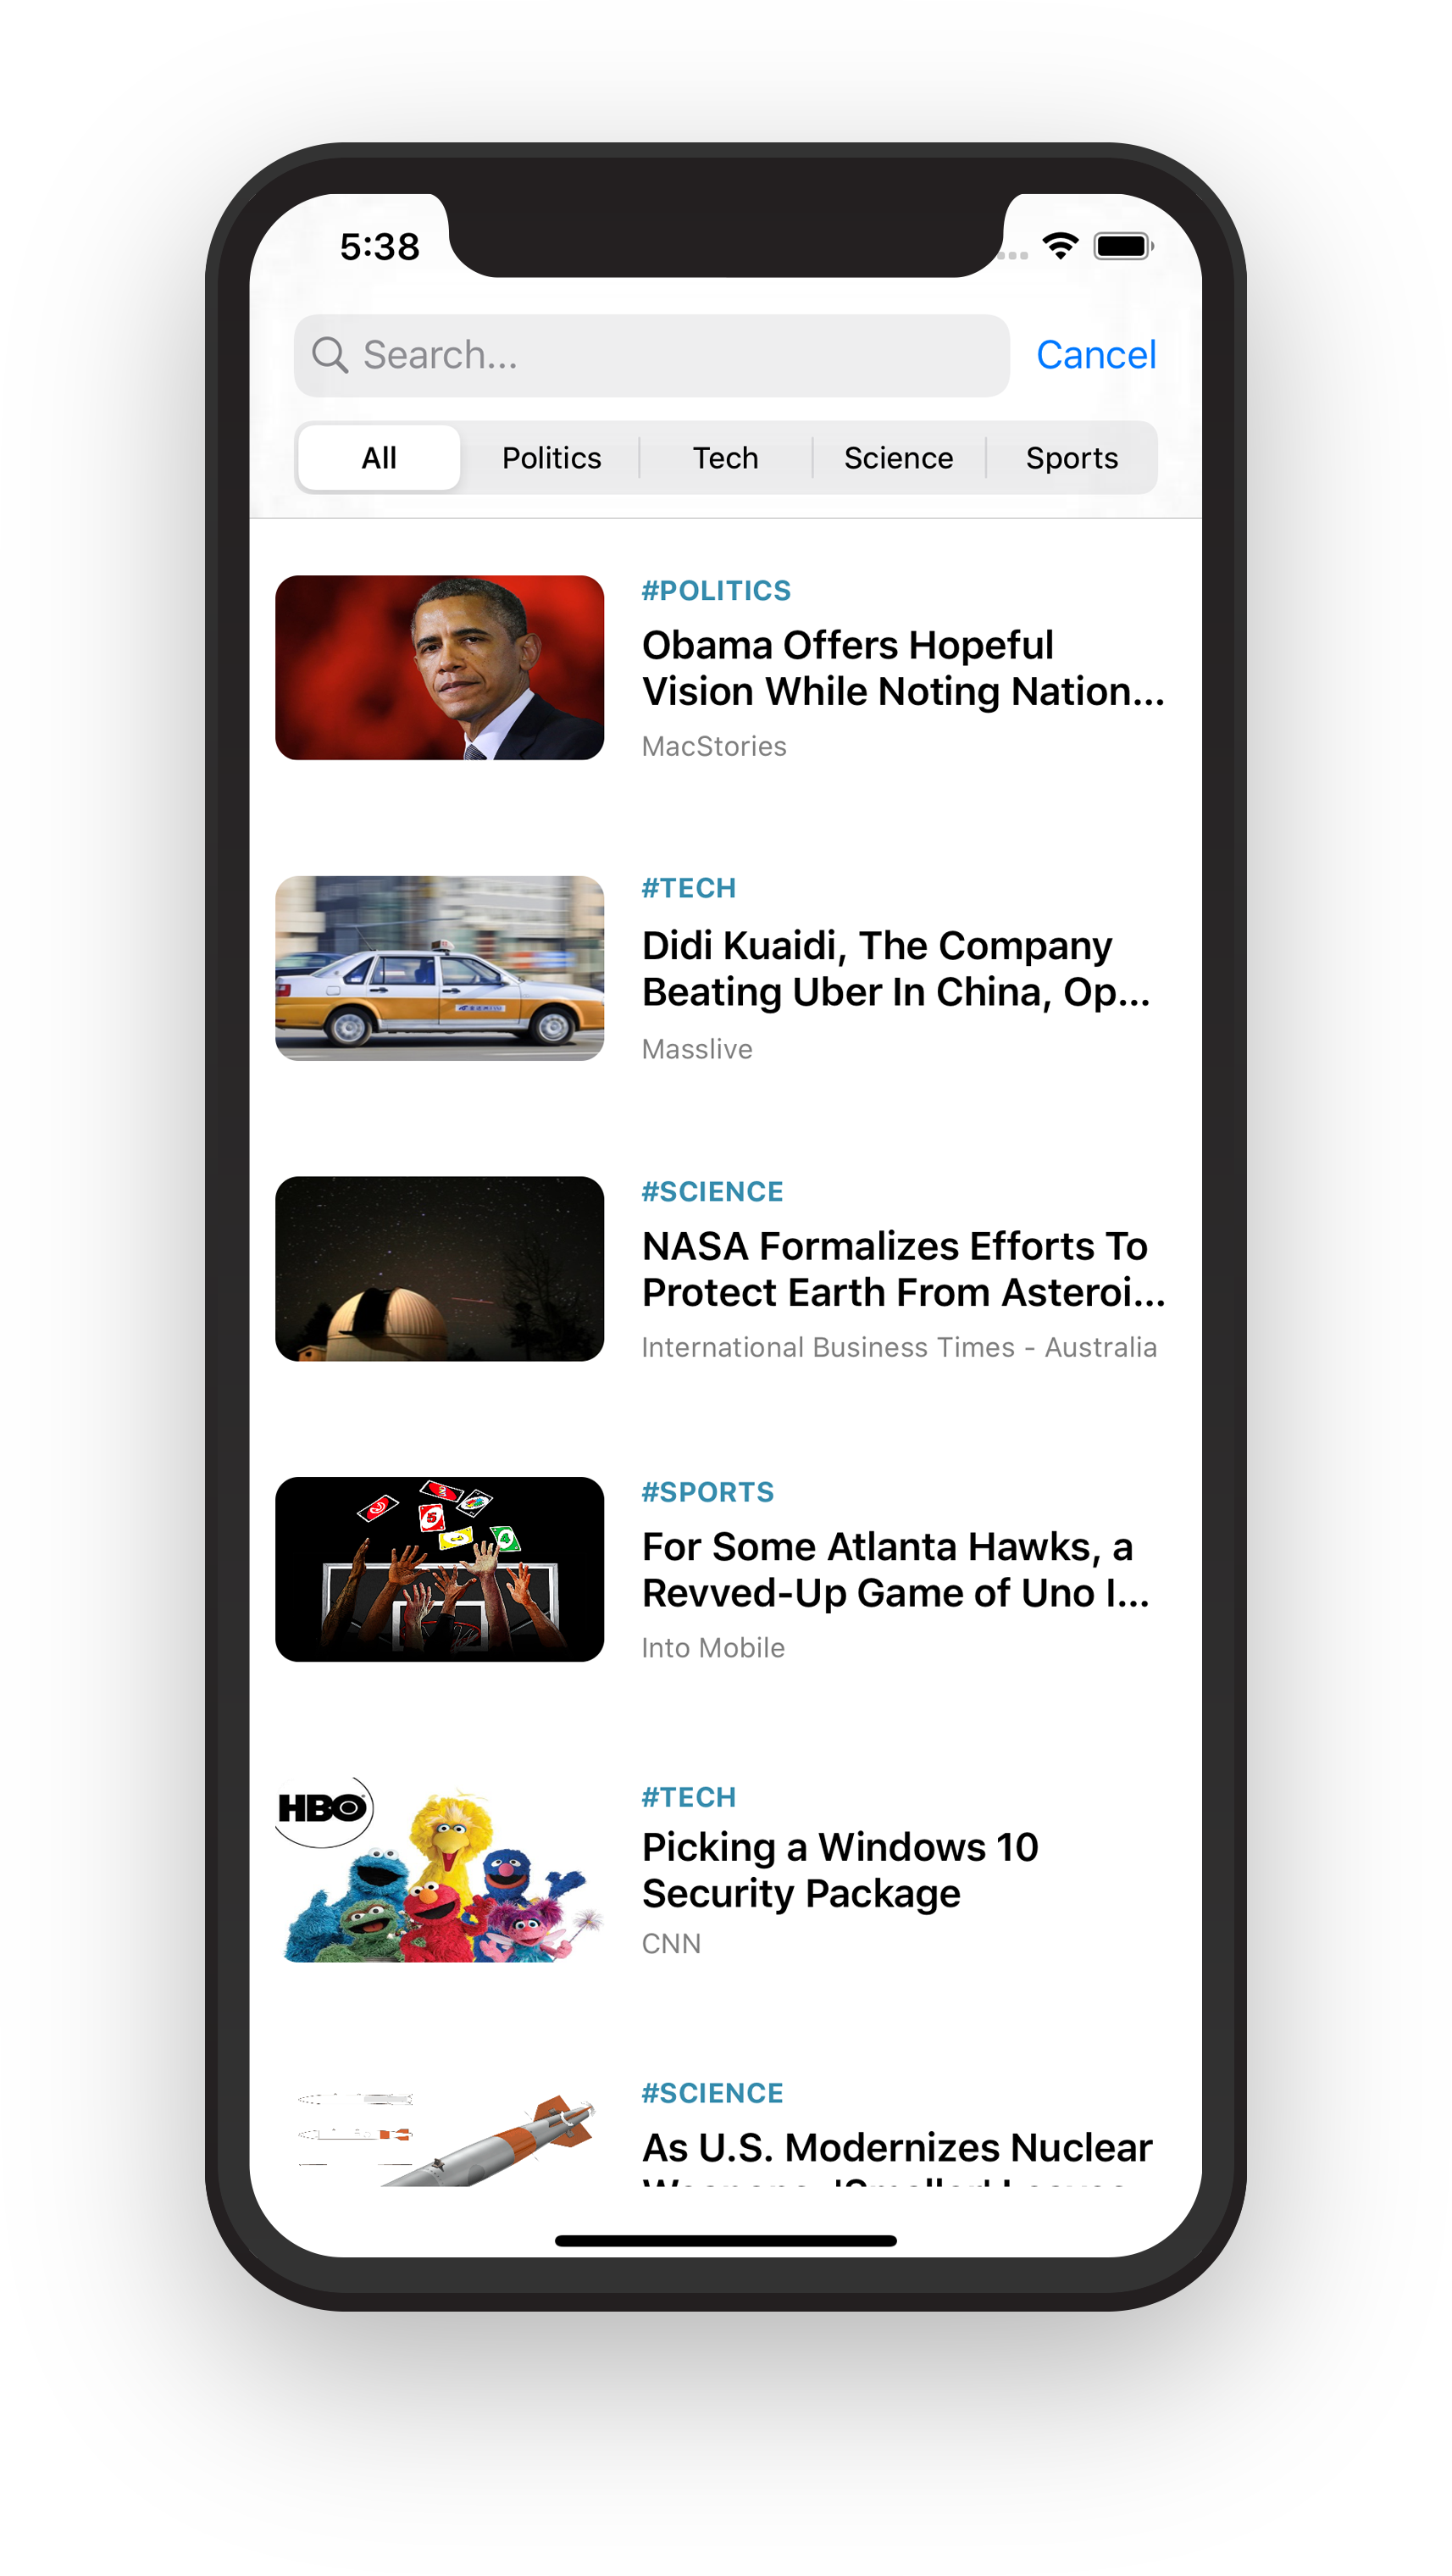 5:38
Search...
Cancel
All
Politics
Tech
Science
Sports
#POLITICS
Obama Offers Hopeful
Vision While Noting Nation...
MacStories
#TECH
Didi Kuaidi, The Company
Beating Uber In China, Op...
Masslive
#SCIENCE
NASA Formalizes Efforts To
Protect Earth From Asteroi...
International Business Times - Australia
5
4
#SPORTS
For Some Atlanta Hawks, a
Revved-Up Game of Uno I...
Into Mobile
HBO
#TECH
Picking a Windows 10
Security Package
CNN
#SCIENCE
As U.S. Modernizes Nuclear